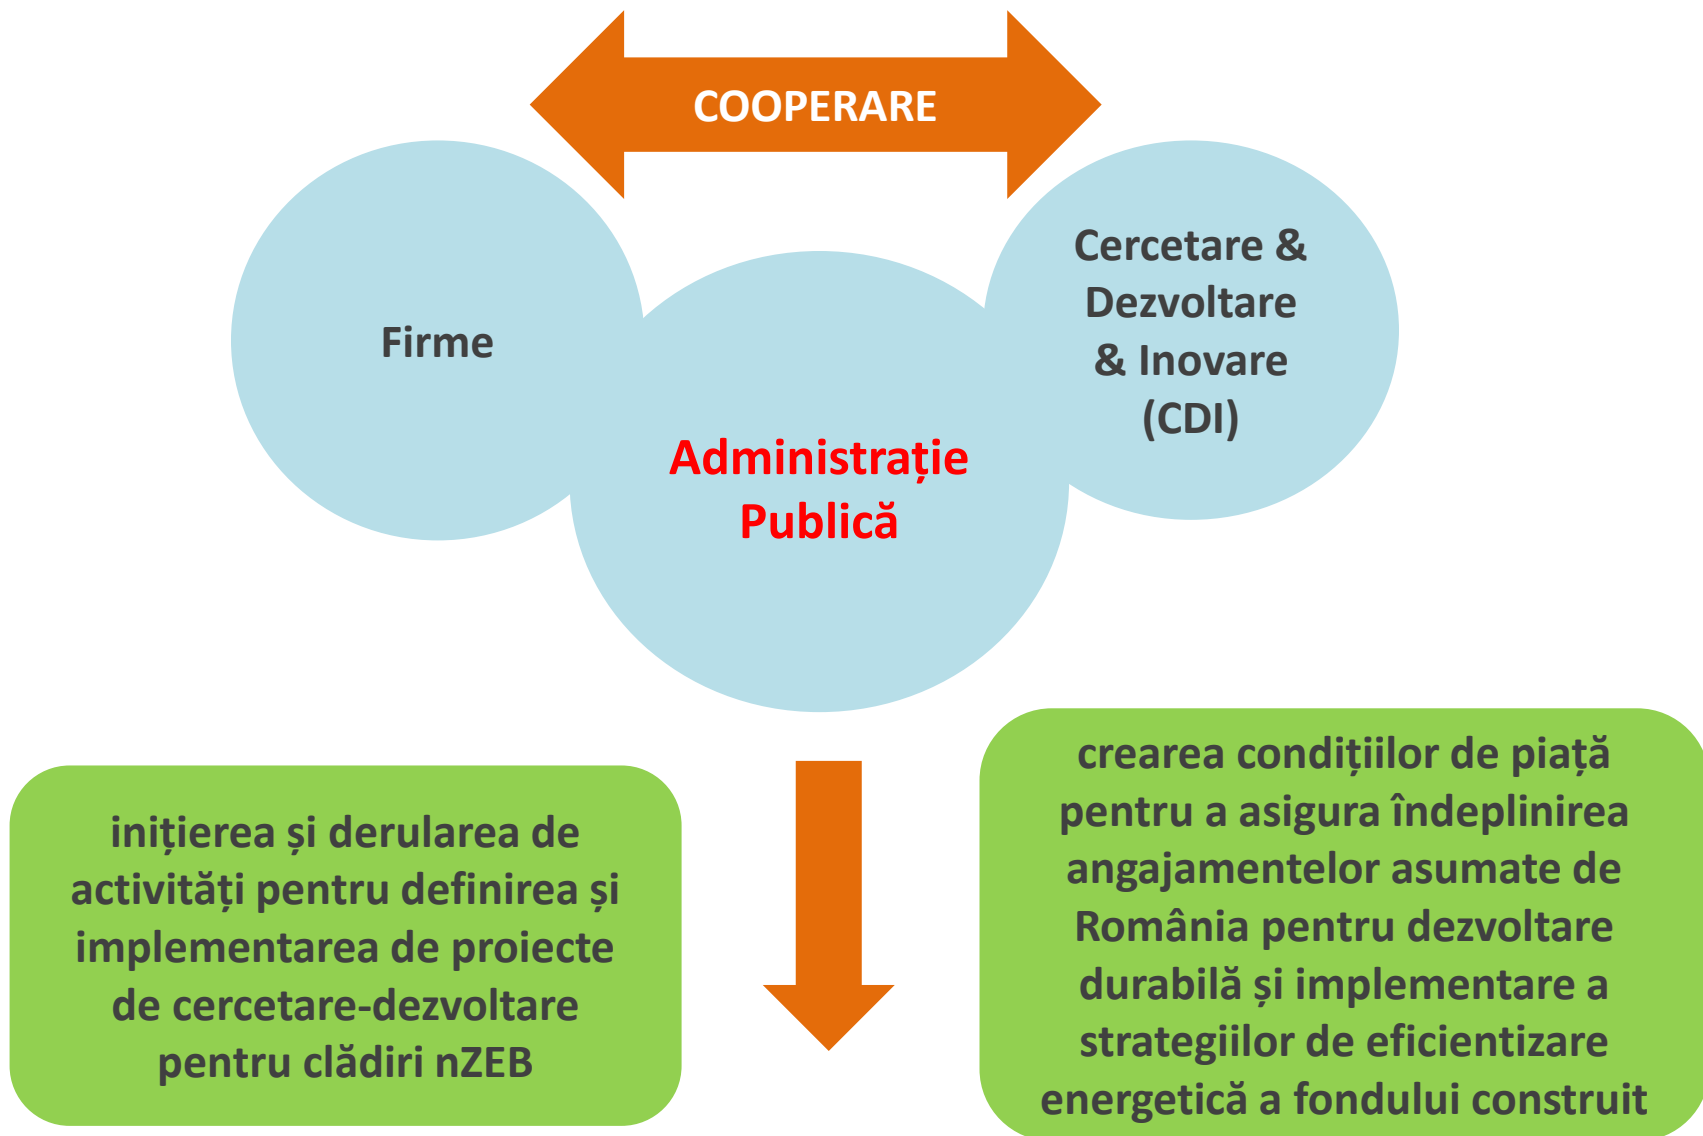 COOPERARE
Firme
Cercetare &
Dezvoltare
& Inovare
(CDI)
Administrație
Publică
inițierea și derularea de
activități pentru definirea și
implementarea de proiecte
de cercetare-dezvoltare
pentru clădiri nZEB
crearea condițiilor de piață
pentru a asigura îndeplinirea
angajamentelor asumate de
România pentru dezvoltare
durabilă și implementare a
strategiilor de eficientizare
energetică a fondului construit